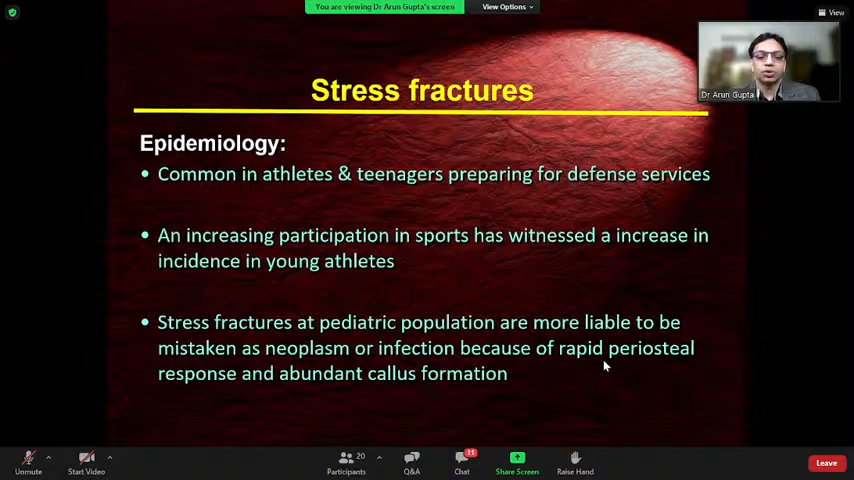 You are viewing Dr Arun Gupta's screen
View Options
View
Dr Arun Gupta
Stress fractures
Epidemiology:
• Common in athletes & teenagers preparing for defense services
• An increasing participation in sports has witnessed a increase in
incidence in young athletes
• Stress fractures at pediatric population are more liable to be
mistaken as neoplasm or infection because of rapid periosteal
response and abundant callus formation
20
11
Unmute
Start Video
Participants
Q&A
Chat
Share Screen
Raise Hand
Leave